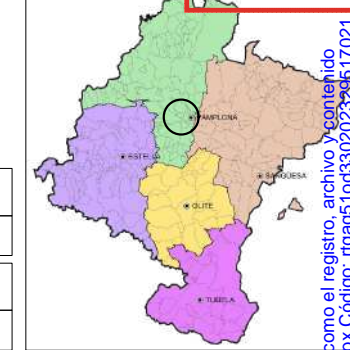 PAMPLONA
ESTELLA
SANGÜESA
OLITE
TUDELA
como el registro, archivo y contenido